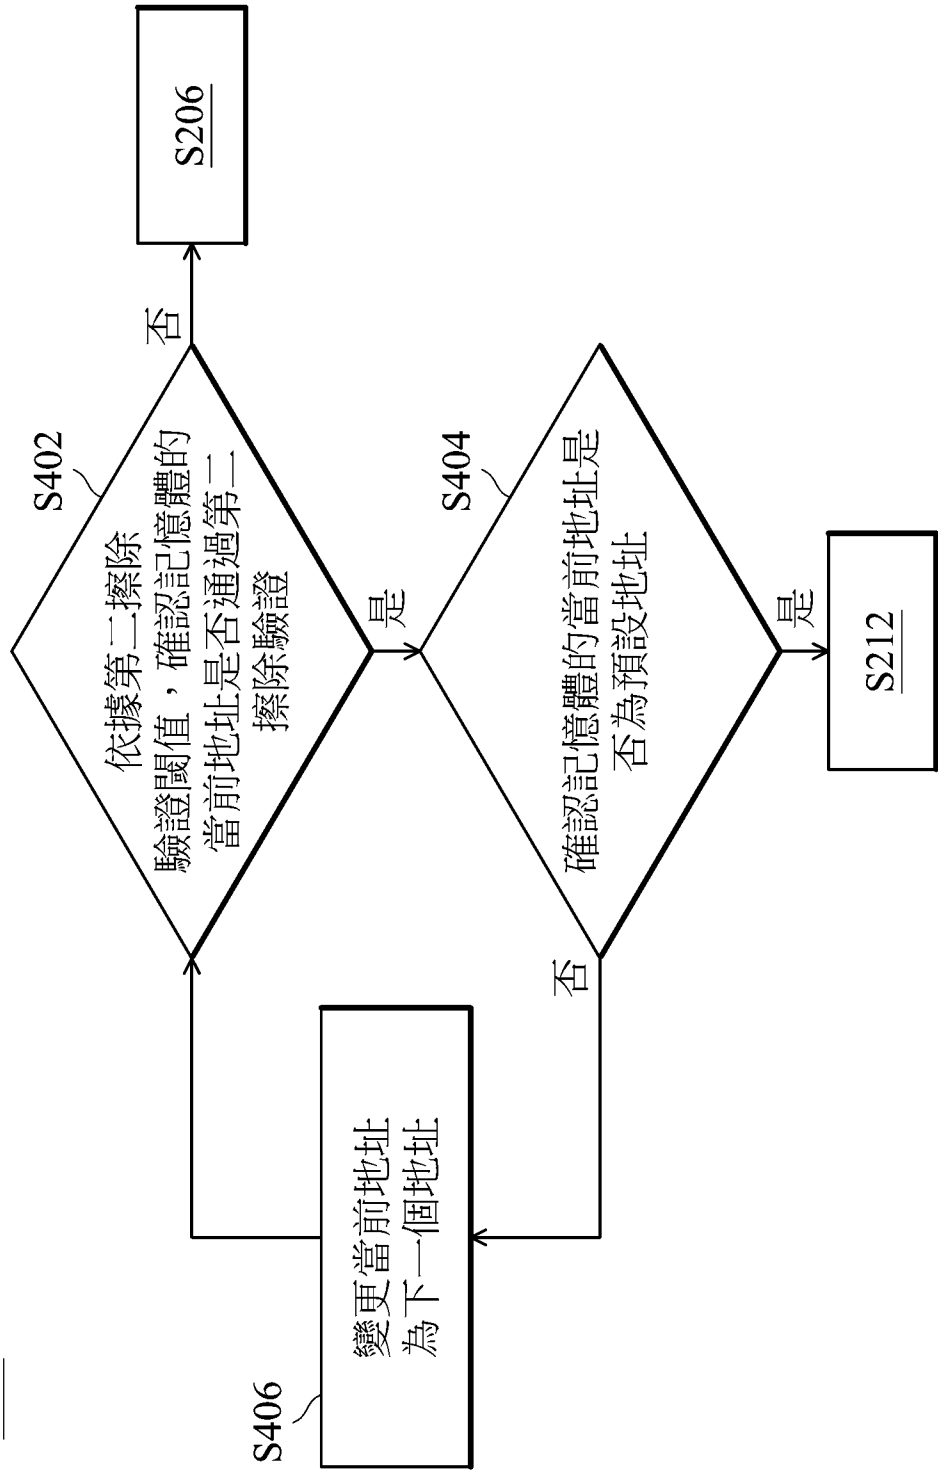 S402
依據第二擦除
驗證閾值，確認記憶體的
當前地址是否通過第二
擦除驗證
否
S206
是
S404
確認記憶體的當前地址是
否為預設地址
否
是
S212
S406
變更當前地址
為下一個地址